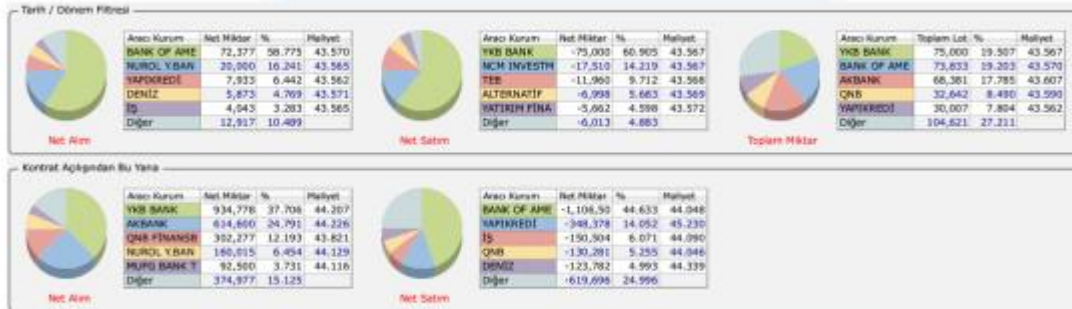 Tarih / Dönem Filtresi
Aracı Kurum Net Miktar % Maliyet
BANK OF AME 72,377 58.775 43.570
NUROL Y.BAN 20,000 16.241 43.565
YAPIKREDİ 7,933 6.442 43.562
DENİZ 5,873 4.769 43.571
İŞ 4,043 3.283 43.565
Diğer 12,917 10.489
Net Alım
Aracı Kurum Net Miktar % Maliyet
YKB BANK -75,000 60.905 43.567
NCM INVESTM -17,510 14.219 43.567
TEB -11,960 9.712 43.568
ALTERNATİF -6,998 5.683 43.569
YATIRIM FİNA -5,662 4.598 43.572
Diğer -6,013 4.883
Net Satım
Aracı Kurum Toplam Lot % Maliyet
YKB BANK 75,000 19.507 43.567
BANK OF AME 73,833 19.203 43.570
AKBANK 68,381 17.785 43.607
QNB 32,642 8.490 43.590
YAPIKREDİ 30,007 7.804 43.562
Diğer 104,621 27.211
Toplam Miktar
Kontrat Açılışından Bu Yana
Aracı Kurum Net Miktar % Maliyet
YKB BANK 934,778 37.706 44.207
AKBANK 614,600 24.791 44.226
QNB FİNANSB 302,277 12.193 43.821
NUROL Y.BAN 160,015 6.454 44.129
MUFG BANK T 92,500 3.731 44.116
Diğer 374,977 15.125
Net Alım
Aracı Kurum Net Miktar % Maliyet
BANK OF AME -1,106,50 44.633 44.048
YAPIKREDİ -348,378 14.052 45.230
İŞ -150,504 6.071 44.090
QNB -130,281 5.255 44.046
DENİZ -123,782 4.993 44.339
Diğer -619,696 24.996
Net Satım